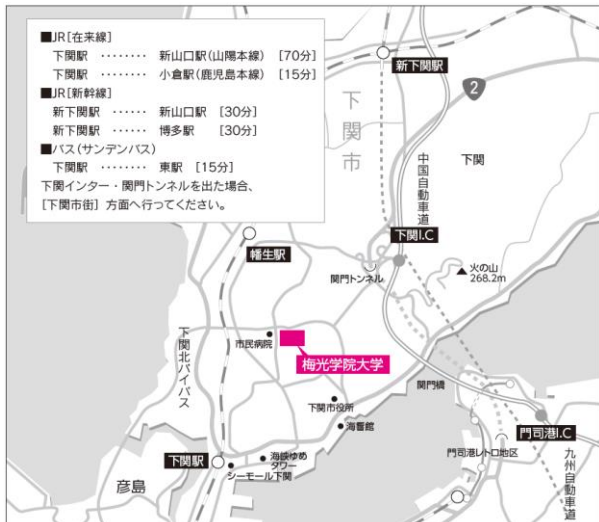 ■JR[在来線]
下関駅 ‥‥‥‥ 新山口駅(山陽本線) [70分]
下関駅 ‥‥‥‥ 小倉駅(鹿児島本線) [15分]
■JR[新幹線]
新下関駅 ‥‥‥ 新山口駅 [30分]
新下関駅 ‥‥‥ 博多駅 [30分]
■バス(サンデンバス)
下関駅 ‥‥‥‥ 東駅 [15分]
下関インター・関門トンネルを出た場合、
[下関市街] 方面へ行ってください。
新下関駅
2
下関市
中国自動車道
下関
下関I.C
幡生駅
関門トンネル
火の山
268.2m
市民病院
梅光学院大学
下関北バイパス
関門橋
下関市役所
海響館
門司港I.C
門司港レトロ地区
下関駅
海峡ゆめ
タワー
シーモール下関
彦島
九州自動車道